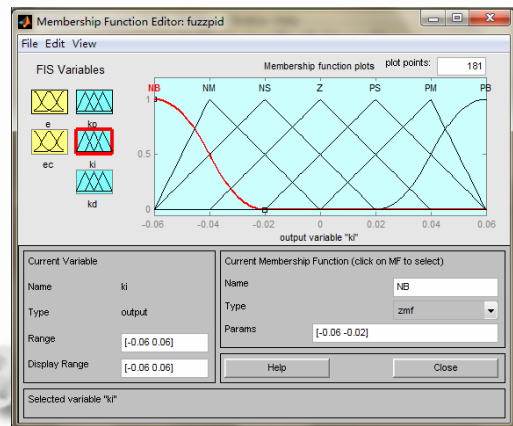 Membership Function Editor: fuzzpid
File Edit View
FIS Variables
Membership function plots
plot points:
181
e
kp
ec
ki
kd
NB
NM
NS
Z
PS
PM
PB
1
0.5
0
-0.06
-0.04
-0.02
0
0.02
0.04
0.06
output variable "ki"
Current Variable
Name
ki
Type
output
Range
[-0.06 0.06]
Display Range
[-0.06 0.06]
Current Membership Function (click on MF to select)
Name
NB
Type
zmf
Params
[-0.06 -0.02]
Help
Close
Selected variable "ki"